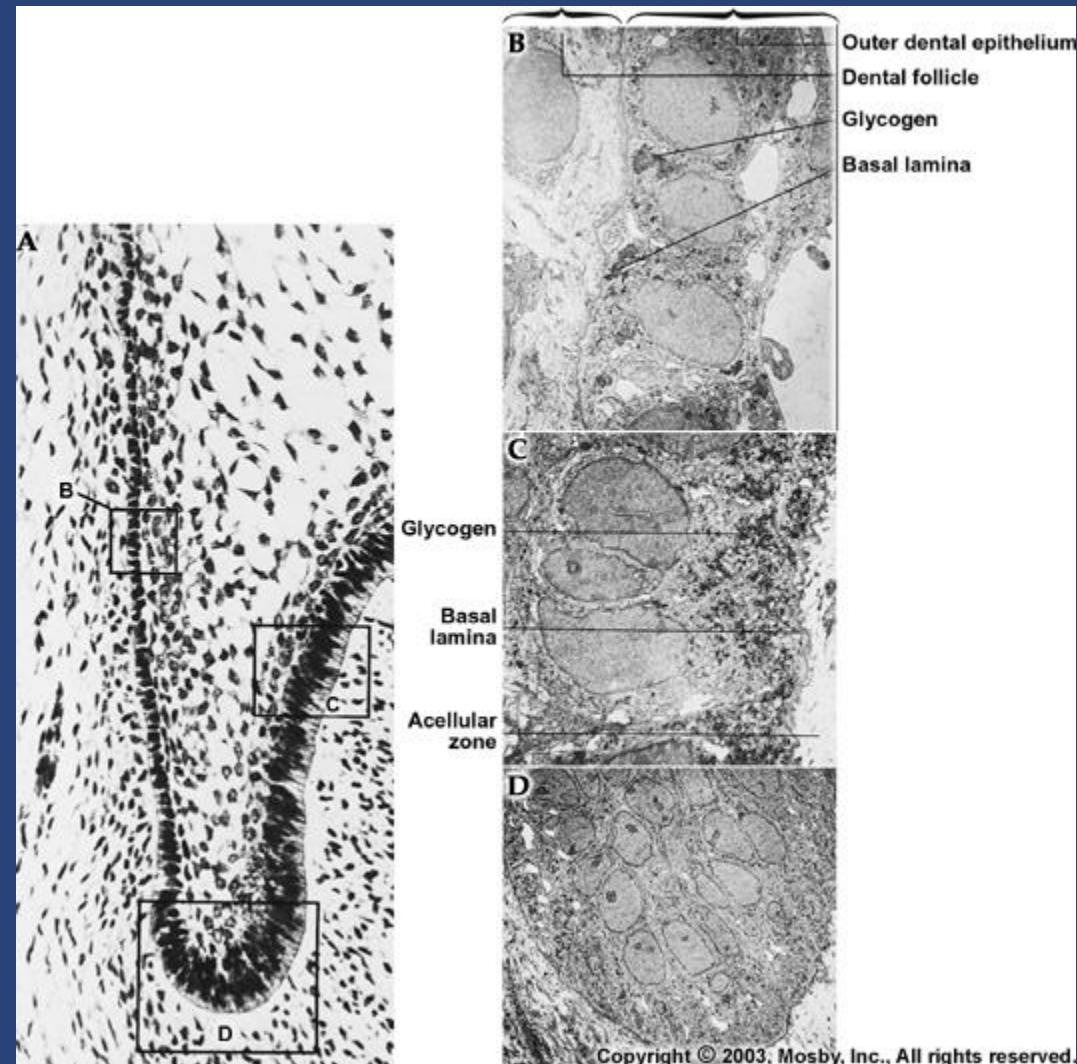 B
Outer dental epithelium
Dental follicle
Glycogen
Basal lamina
A
B
C
D
C
Glycogen
Basal
lamina
Acellular
zone
D
Copyright © 2003, Mosby, Inc., All rights reserved